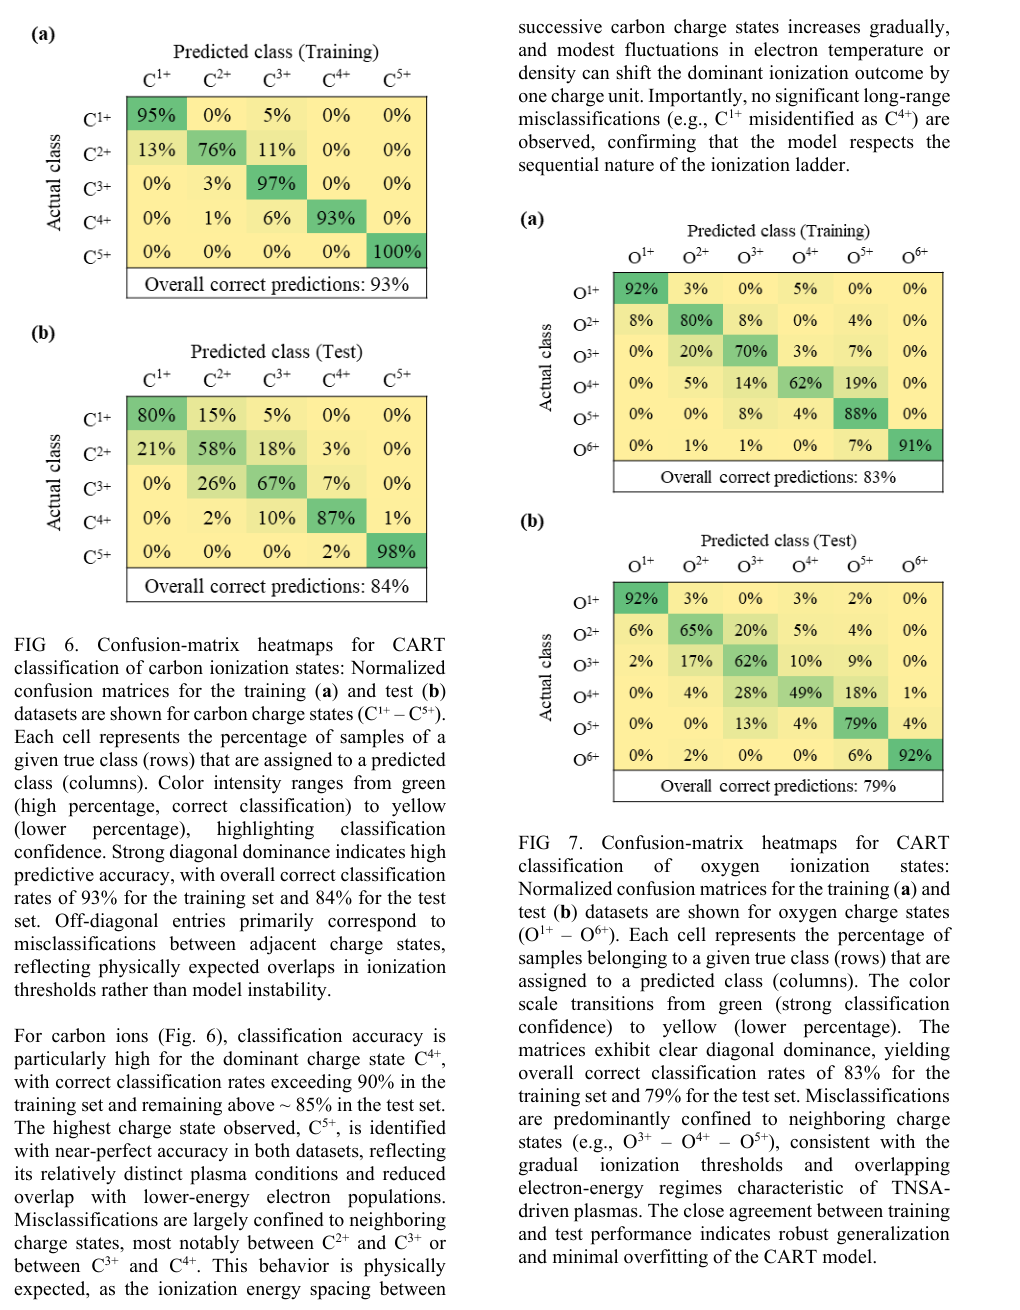 (a)
Predicted class (Training)
C¹⁺ C²⁺ C³⁺ C⁴⁺ C⁵⁺
Actual class
C¹⁺ 95% 0% 5% 0% 0%
C²⁺ 13% 76% 11% 0% 0%
C³⁺ 0% 3% 97% 0% 0%
C⁴⁺ 0% 1% 6% 93% 0%
C⁵⁺ 0% 0% 0% 0% 100%
Overall correct predictions: 93%
(b)
Predicted class (Test)
C¹⁺ C²⁺ C³⁺ C⁴⁺ C⁵⁺
Actual class
C¹⁺ 80% 15% 5% 0% 0%
C²⁺ 21% 58% 18% 3% 0%
C³⁺ 0% 26% 67% 7% 0%
C⁴⁺ 0% 2% 10% 87% 1%
C⁵⁺ 0% 0% 0% 2% 98%
Overall correct predictions: 84%
FIG 6. Confusion-matrix heatmaps for CART
classification of carbon ionization states: Normalized
confusion matrices for the training (a) and test (b)
datasets are shown for carbon charge states (C¹⁺ – C⁵⁺).
Each cell represents the percentage of samples of a
given true class (rows) that are assigned to a predicted
class (columns). Color intensity ranges from green
(high percentage, correct classification) to yellow
(lower percentage), highlighting classification
confidence. Strong diagonal dominance indicates high
predictive accuracy, with overall correct classification
rates of 93% for the training set and 84% for the test
set. Off-diagonal entries primarily correspond to
misclassifications between adjacent charge states,
reflecting physically expected overlaps in ionization
thresholds rather than model instability.
For carbon ions (Fig. 6), classification accuracy is
particularly high for the dominant charge state C⁴⁺,
with correct classification rates exceeding 90% in the
training set and remaining above ~ 85% in the test set.
The highest charge state observed, C⁵⁺, is identified
with near-perfect accuracy in both datasets, reflecting
its relatively distinct plasma conditions and reduced
overlap with lower-energy electron populations.
Misclassifications are largely confined to neighboring
charge states, most notably between C²⁺ and C³⁺ or
between C³⁺ and C⁴⁺. This behavior is physically
expected, as the ionization energy spacing between
successive carbon charge states increases gradually,
and modest fluctuations in electron temperature or
density can shift the dominant ionization outcome by
one charge unit. Importantly, no significant long-range
misclassifications (e.g., C¹⁺ misidentified as C⁴⁺) are
observed, confirming that the model respects the
sequential nature of the ionization ladder.
(a)
Predicted class (Training)
O¹⁺ O²⁺ O³⁺ O⁴⁺ O⁵⁺ O⁶⁺
Actual class
O¹⁺ 92% 3% 0% 5% 0% 0%
O²⁺ 8% 80% 8% 0% 4% 0%
O³⁺ 0% 20% 70% 3% 7% 0%
O⁴⁺ 0% 5% 14% 62% 19% 0%
O⁵⁺ 0% 0% 8% 4% 88% 0%
O⁶⁺ 0% 1% 1% 0% 7% 91%
Overall correct predictions: 83%
(b)
Predicted class (Test)
O¹⁺ O²⁺ O³⁺ O⁴⁺ O⁵⁺ O⁶⁺
Actual class
O¹⁺ 92% 3% 0% 3% 2% 0%
O²⁺ 6% 65% 20% 5% 4% 0%
O³⁺ 2% 17% 62% 10% 9% 0%
O⁴⁺ 0% 4% 28% 49% 18% 1%
O⁵⁺ 0% 0% 13% 4% 79% 4%
O⁶⁺ 0% 2% 0% 0% 6% 92%
Overall correct predictions: 79%
FIG 7. Confusion-matrix heatmaps for CART
classification of oxygen ionization states:
Normalized confusion matrices for the training (a) and
test (b) datasets are shown for oxygen charge states
(O¹⁺ – O⁶⁺). Each cell represents the percentage of
samples belonging to a given true class (rows) that are
assigned to a predicted class (columns). The color
scale transitions from green (strong classification
confidence) to yellow (lower percentage). The
matrices exhibit clear diagonal dominance, yielding
overall correct classification rates of 83% for the
training set and 79% for the test set. Misclassifications
are predominantly confined to neighboring charge
states (e.g., O³⁺ – O⁴⁺ – O⁵⁺), consistent with the
gradual ionization thresholds and overlapping
electron-energy regimes characteristic of TNSA-
driven plasmas. The close agreement between training
and test performance indicates robust generalization
and minimal overfitting of the CART model.